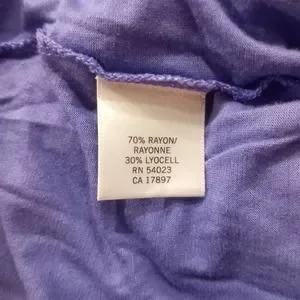 70% RAYON/
RAYONNE
30% LYOCELL
RN 54023
CA 17897